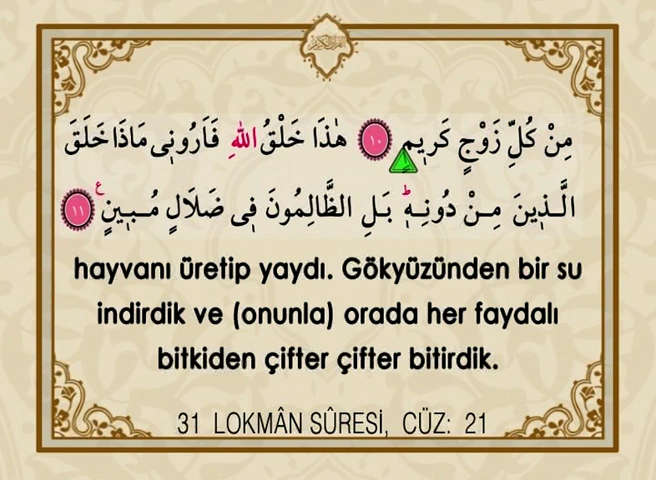 مِنْ كُلِّ زَوْجٍ كَرٖيمٍ ﴿١٠﴾ هٰذَا خَلْقُ اللّٰهِ فَاَرُونٖى مَاذَا خَلَقَ
الَّذٖينَ مِنْ دُونِهٖؕ بَلِ الظَّالِمُونَ فٖى ضَلَالٍ مُبٖينٍ ﴿١١﴾ ع
hayvanı üretip yaydı. Gökyüzünden bir su
indirdik ve (onunla) orada her faydalı
bitkiden çifter çifter bitirdik.
31 LOKMÂN SÛRESİ, CÜZ: 21